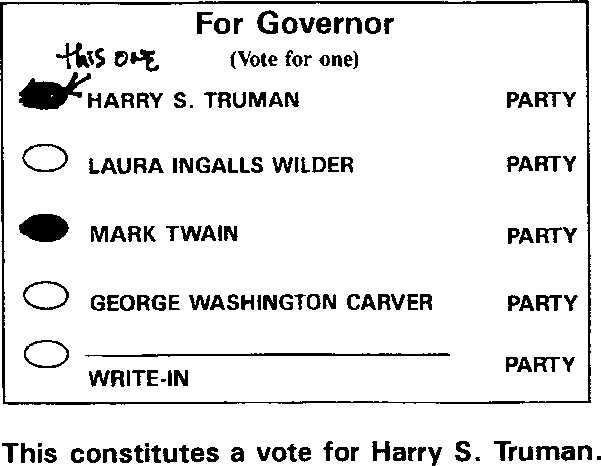 For Governor
this ONE
(Vote for one)
HARRY S. TRUMAN PARTY
LAURA INGALLS WILDER PARTY
MARK TWAIN PARTY
GEORGE WASHINGTON CARVER PARTY
PARTY
WRITE-IN
This constitutes a vote for Harry S. Truman.